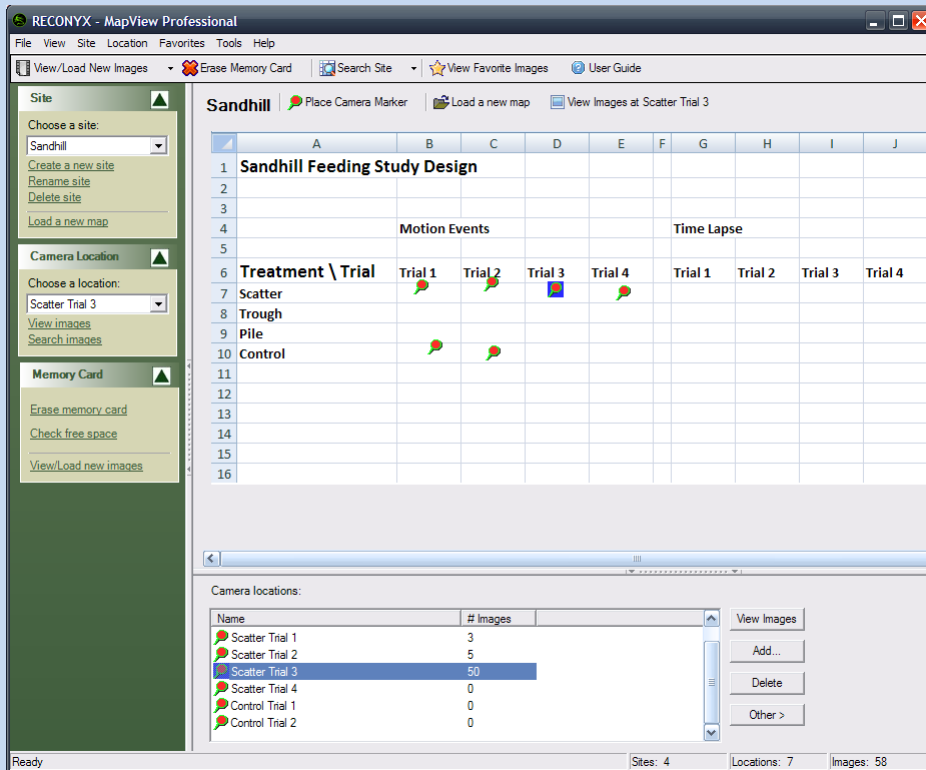 RECONYX - MapView Professional
File View Site Location Favorites Tools Help
View/Load New Images Erase Memory Card Search Site View Favorite Images User Guide
Site
Choose a site:
Sandhill
Create a new site
Rename site
Delete site
Load a new map
Camera Location
Choose a location:
Scatter Trial 3
View images
Search images
Memory Card
Erase memory card
Check free space
View/Load new images
Sandhill Place Camera Marker Load a new map View Images at Scatter Trial 3
A B C D E F G H I J
1 Sandhill Feeding Study Design
2
3
4 Motion Events Time Lapse
5
6 Treatment \ Trial Trial 1 Trial 2 Trial 3 Trial 4 Trial 1 Trial 2 Trial 3 Trial 4
7 Scatter
8 Trough
9 Pile
10 Control
11
12
13
14
15
16
Camera locations:
Name # Images
Scatter Trial 1 3
Scatter Trial 2 5
Scatter Trial 3 50
Scatter Trial 4 0
Control Trial 1 0
Control Trial 2 0
View Images
Add...
Delete
Other >
Ready Sites: 4 Locations: 7 Images: 58